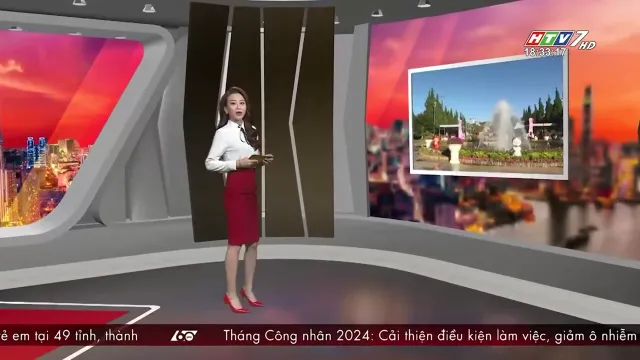 HTV7 HD
18:33:17
ẻ em tại 49 tỉnh, thành 60 Tháng Công nhân 2024: Cải thiện điều kiện làm việc, giảm ô nhiễm